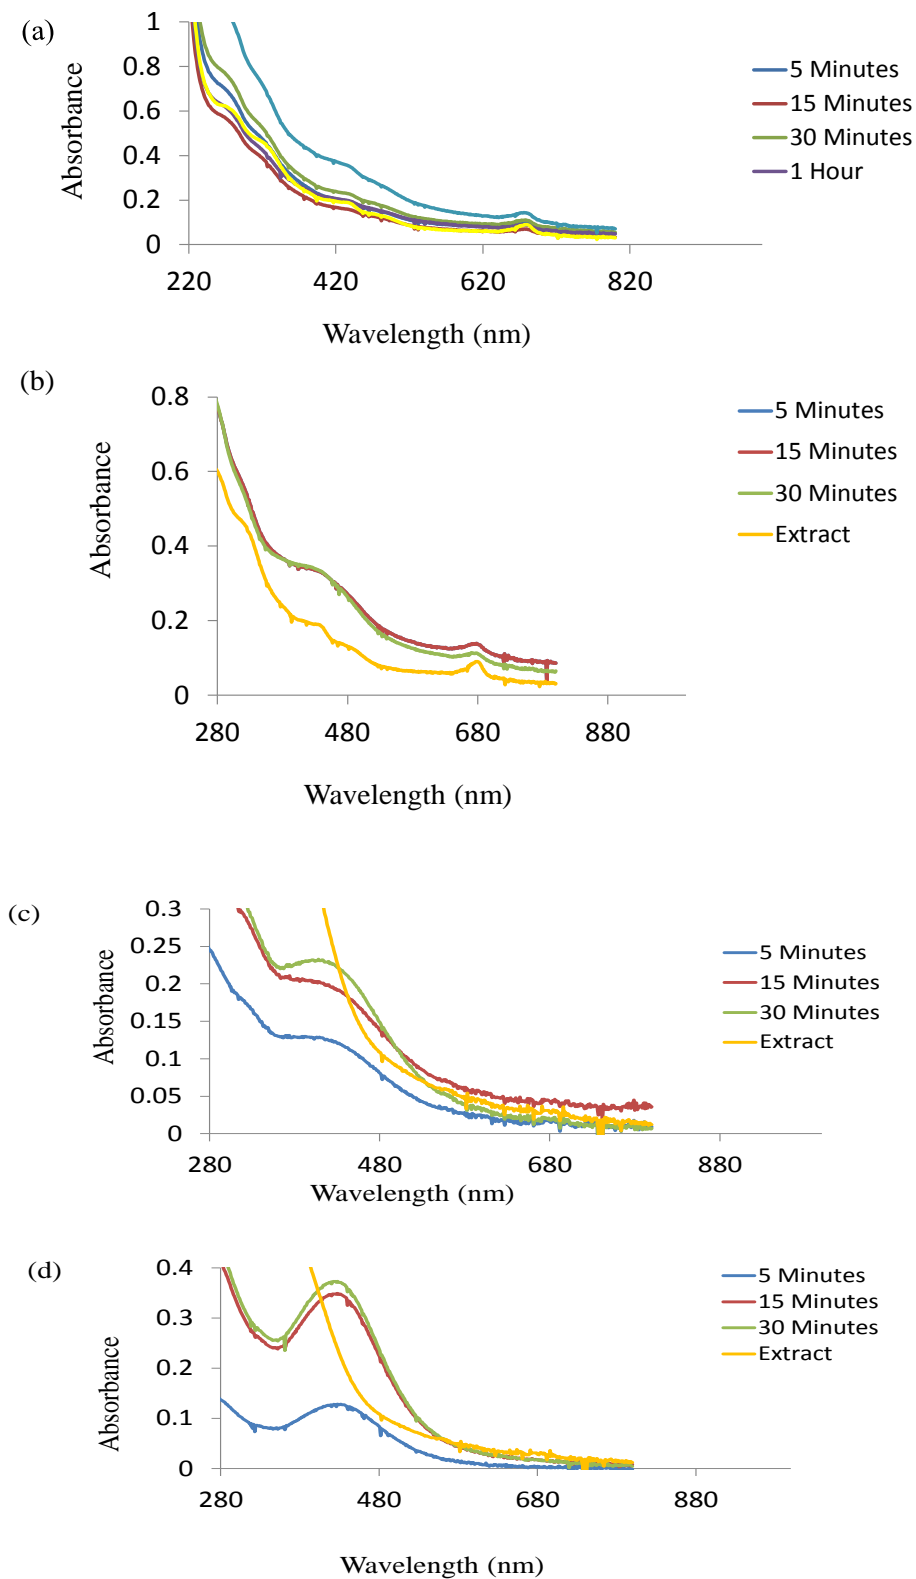 (a)
Absorbance
1
0.8
0.6
0.4
0.2
0
220 420 620 820
Wavelength (nm)
5 Minutes
15 Minutes
30 Minutes
1 Hour
(b)
Absorbance
0.8
0.6
0.4
0.2
0
280 480 680 880
Wavelength (nm)
5 Minutes
15 Minutes
30 Minutes
Extract
(c)
Absorbance
0.3
0.25
0.2
0.15
0.1
0.05
0
280 480 680 880
Wavelength (nm)
5 Minutes
15 Minutes
30 Minutes
Extract
(d)
Absorbance
0.4
0.3
0.2
0.1
0
280 480 680 880
Wavelength (nm)
5 Minutes
15 Minutes
30 Minutes
Extract